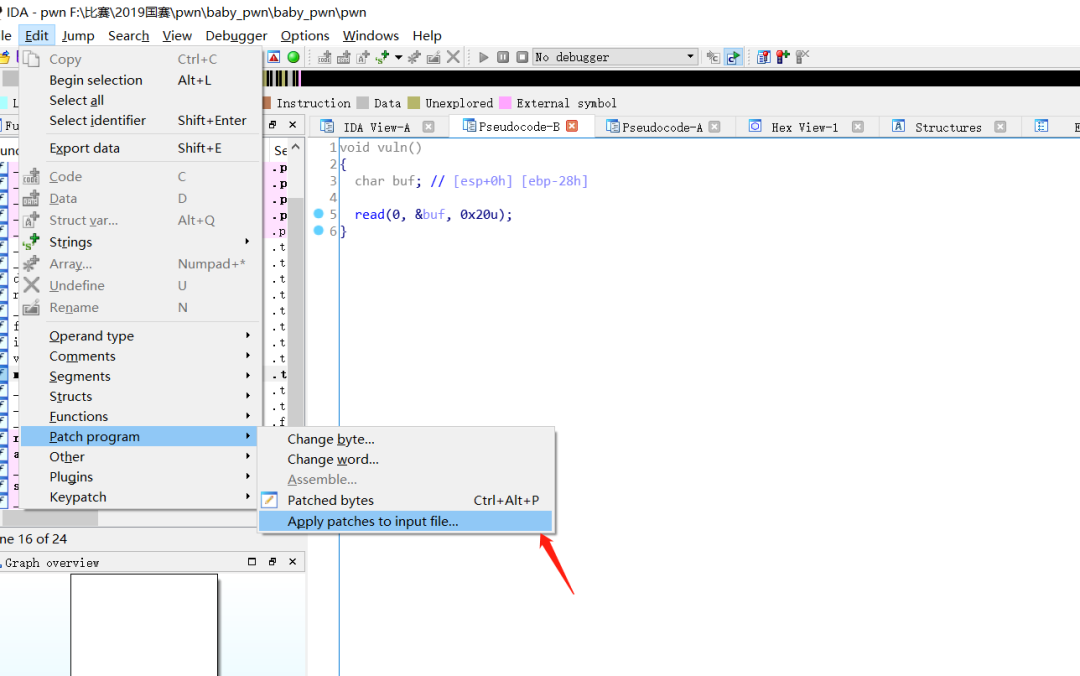 IDA - pwn F:\比赛\2019国赛\pwn\baby_pwn\baby_pwn\pwn
le Edit Jump Search View Debugger Options Windows Help
No debugger
Instruction Data Unexplored External symbol
IDA View-A Pseudocode-B Pseudocode-A Hex View-1 Structures
Copy Ctrl+C
Begin selection Alt+L
Select all
Select identifier Shift+Enter
Export data Shift+E
Code C
Data D
Struct var... Alt+Q
Strings
Array... Numpad+*
Undefine U
Rename N
Operand type
Comments
Segments
Structs
Functions
Patch program
Other
Plugins
Keypatch
Change byte...
Change word...
Assemble...
Patched bytes Ctrl+Alt+P
Apply patches to input file...
1 void vuln()
2 {
3 char buf; // [esp+0h] [ebp-28h]
4
5 read(0, &buf, 0x20u);
6 }
ne 16 of 24
Graph overview